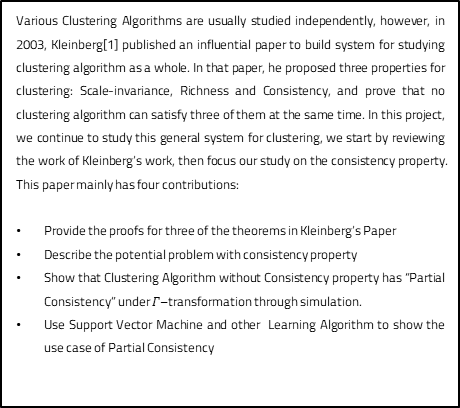 Various Clustering Algorithms are usually studied independently, however, in
2003, Kleinberg[1] published an influential paper to build system for studying
clustering algorithm as a whole. In that paper, he proposed three properties for
clustering: Scale-invariance, Richness and Consistency, and prove that no
clustering algorithm can satisfy three of them at the same time. In this project,
we continue to study this general system for clustering, we start by reviewing
the work of Kleinberg's work, then focus our study on the consistency property.
This paper mainly has four contributions:
• Provide the proofs for three of the theorems in Kleinberg's Paper
• Describe the potential problem with consistency property
• Show that Clustering Algorithm without Consistency property has "Partial
Consistency" under Γ–transformation through simulation.
• Use Support Vector Machine and other Learning Algorithm to show the
use case of Partial Consistency